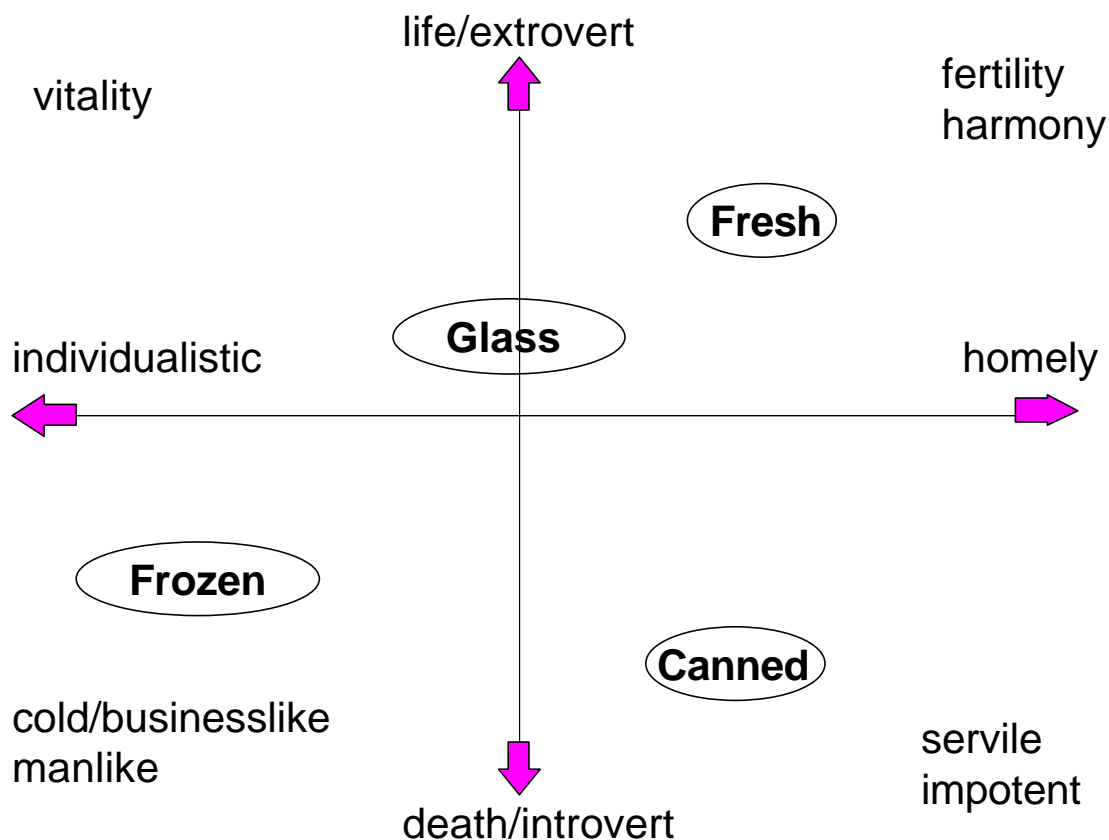 life/extrovert
vitality
fertility
harmony
Fresh
Glass
individualistic
homely
Frozen
Canned
cold/businesslike
manlike
servile
impotent
death/introvert